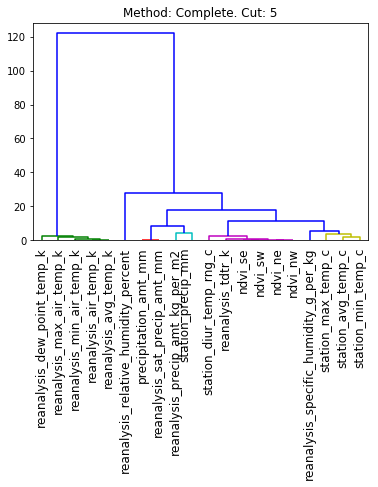 Method: Complete. Cut: 5
120
100
80
60
40
20
0
reanalysis_dew_point_temp_k
reanalysis_max_air_temp_k
reanalysis_min_air_temp_k
reanalysis_air_temp_k
reanalysis_avg_temp_k
reanalysis_relative_humidity_percent
precipitation_amt_mm
reanalysis_sat_precip_amt_mm
reanalysis_precip_amt_kg_per_m2
station_precip_mm
station_diur_temp_rng_c
reanalysis_tdtr_k
ndvi_se
ndvi_sw
ndvi_ne
ndvi_nw
reanalysis_specific_humidity_g_per_kg
station_max_temp_c
station_avg_temp_c
station_min_temp_c